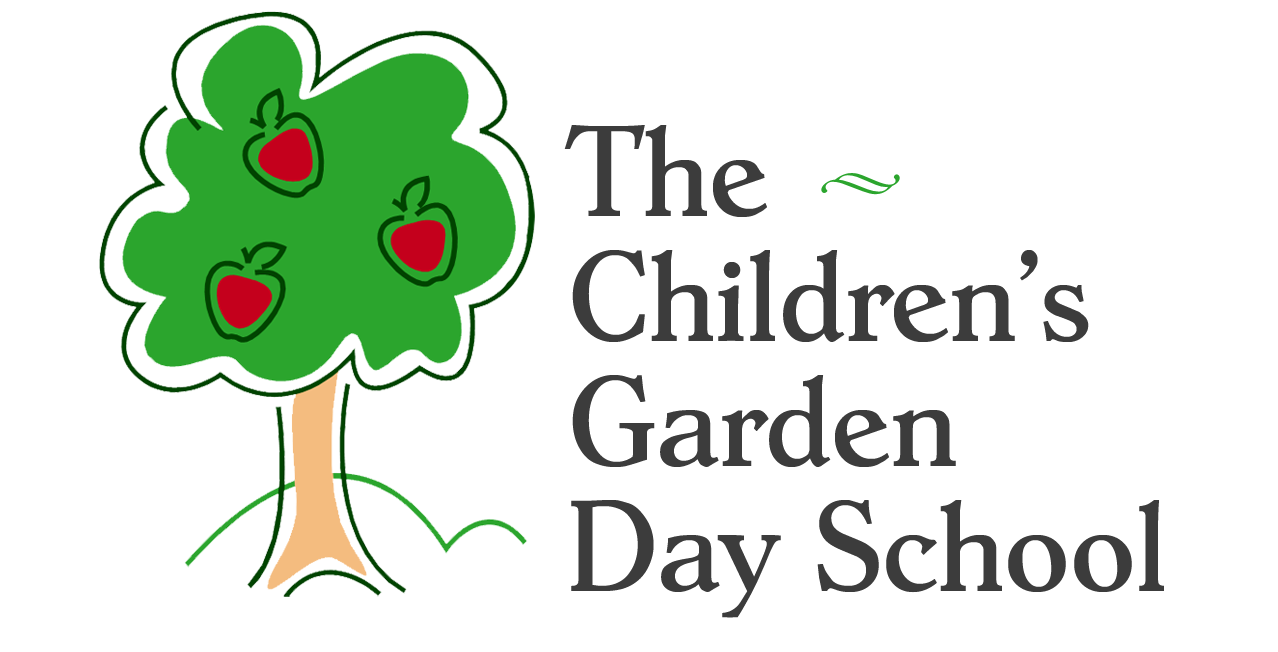 The
Children’s
Garden
Day School